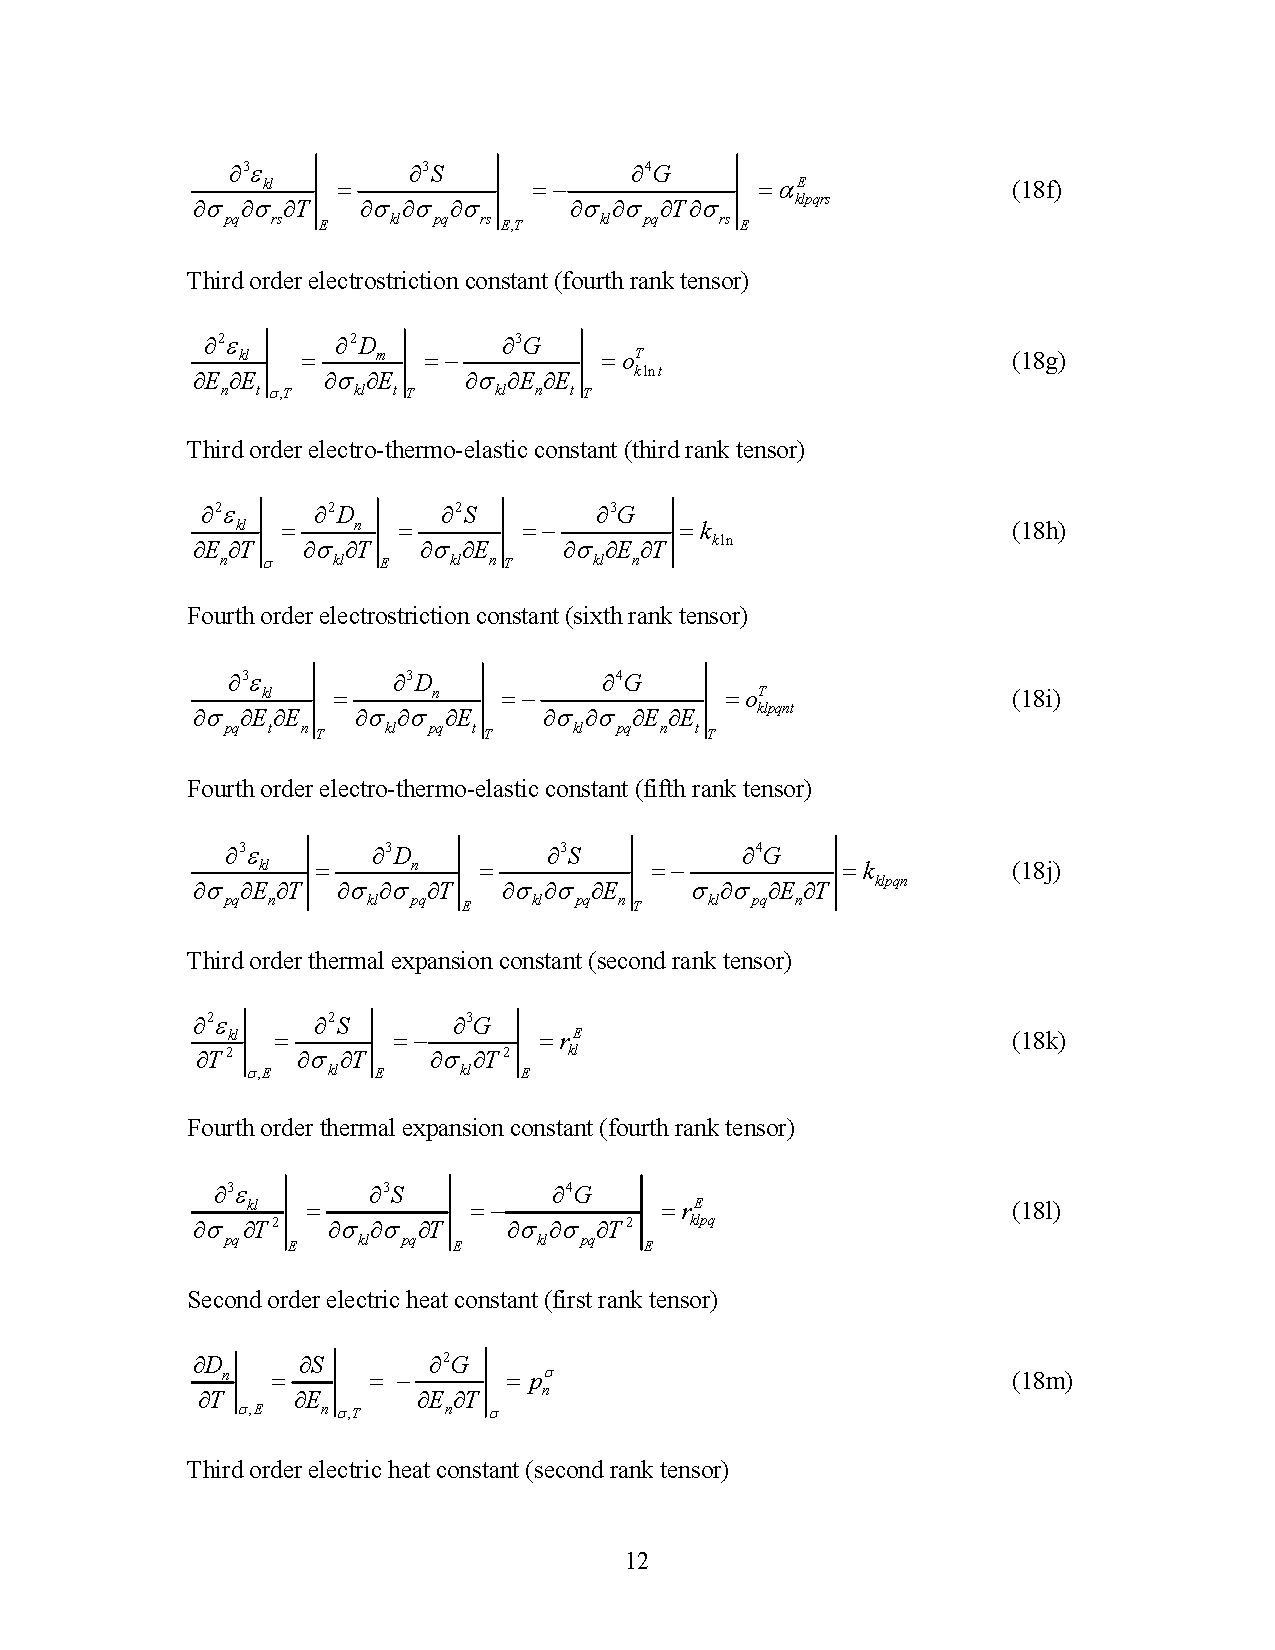 ∂³ε_kl/∂σ_pq∂σ_rs∂T|_E = ∂³S/∂σ_kl∂σ_pq∂σ_rs|_E,T = − ∂⁴G/∂σ_kl∂σ_pq∂T∂σ_rs|_E = α^E_klpqrs (18f)
Third order electrostriction constant (fourth rank tensor)
∂²ε_kl/∂E_n∂E_t|_σ,T = ∂²D_m/∂σ_kl∂E_t|_T = − ∂³G/∂σ_kl∂E_n∂E_t|_T = o^T_klnt (18g)
Third order electro-thermo-elastic constant (third rank tensor)
∂²ε_kl/∂E_n∂T|_σ = ∂²D_n/∂σ_kl∂T|_E = ∂²S/∂σ_kl∂E_n|_T = − ∂³G/∂σ_kl∂E_n∂T| = k_kln (18h)
Fourth order electrostriction constant (sixth rank tensor)
∂³ε_kl/∂σ_pq∂E_t∂E_n|_T = ∂³D_n/∂σ_kl∂σ_pq∂E_t|_T = − ∂⁴G/∂σ_kl∂σ_pq∂E_n∂E_t|_T = o^T_klpqnt (18i)
Fourth order electro-thermo-elastic constant (fifth rank tensor)
∂³ε_kl/∂σ_pq∂E_n∂T| = ∂³D_n/∂σ_kl∂σ_pq∂T|_E = ∂³S/∂σ_kl∂σ_pq∂E_n|_T = − ∂⁴G/σ_kl∂σ_pq∂E_n∂T| = k_klpqn (18j)
Third order thermal expansion constant (second rank tensor)
∂²ε_kl/∂T²|_σ,E = ∂²S/∂σ_kl∂T|_E = − ∂³G/∂σ_kl∂T²|_E = r^E_kl (18k)
Fourth order thermal expansion constant (fourth rank tensor)
∂³ε_kl/∂σ_pq∂T²|_E = ∂³S/∂σ_kl∂σ_pq∂T|_E = − ∂⁴G/∂σ_kl∂σ_pq∂T²|_E = r^E_klpq (18l)
Second order electric heat constant (first rank tensor)
∂D_n/∂T|_σ,E = ∂S/∂E_n|_σ,T = − ∂²G/∂E_n∂T|_σ = p^σ_n (18m)
Third order electric heat constant (second rank tensor)
12